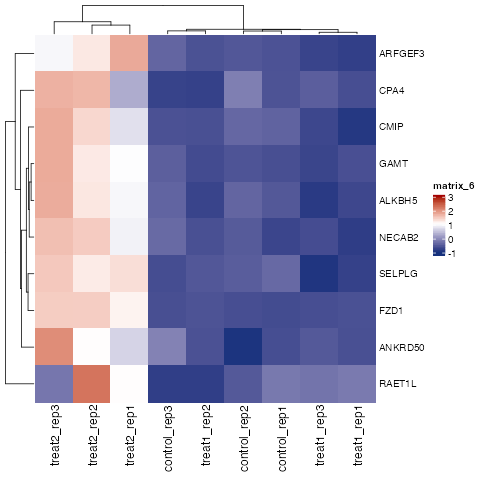 ARFGEF3
CPA4
CMIP
GAMT
ALKBH5
NECAB2
SELPLG
FZD1
ANKRD50
RAET1L
matrix_6
3
2
1
0
-1
treat2_rep3
treat2_rep2
treat2_rep1
control_rep3
treat1_rep2
control_rep2
control_rep1
treat1_rep3
treat1_rep1